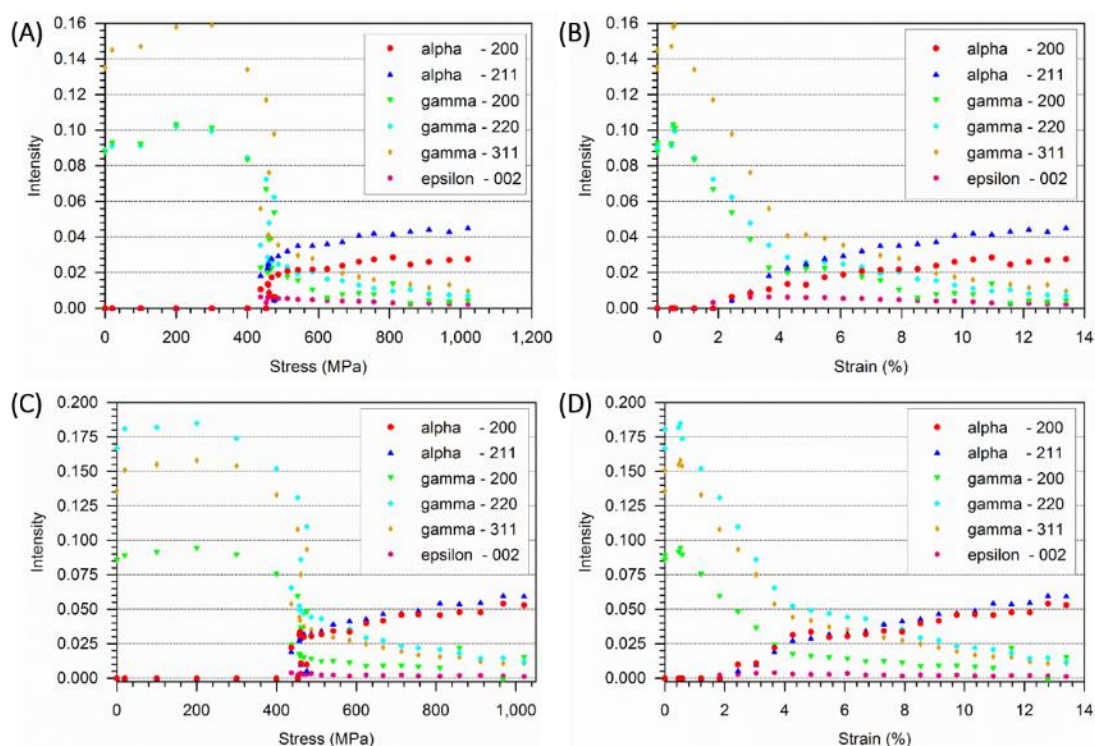 (A)
0.16
0.14
0.12
0.10
0.08
0.06
0.04
0.02
0.00
Intensity
alpha - 200
alpha - 211
gamma - 200
gamma - 220
gamma - 311
epsilon - 002
0 200 400 600 800 1,000 1,200
Stress (MPa)
(B)
0.16
0.14
0.12
0.10
0.08
0.06
0.04
0.02
0.00
Intensity
alpha - 200
alpha - 211
gamma - 200
gamma - 220
gamma - 311
epsilon - 002
0 2 4 6 8 10 12 14
Strain (%)
(C)
0.200
0.175
0.150
0.125
0.100
0.075
0.050
0.025
0.000
Intensity
alpha - 200
alpha - 211
gamma - 200
gamma - 220
gamma - 311
epsilon - 002
0 200 400 600 800 1,000
Stress (MPa)
(D)
0.200
0.175
0.150
0.125
0.100
0.075
0.050
0.025
0.000
Intensity
alpha - 200
alpha - 211
gamma - 200
gamma - 220
gamma - 311
epsilon - 002
0 2 4 6 8 10 12 14
Strain (%)